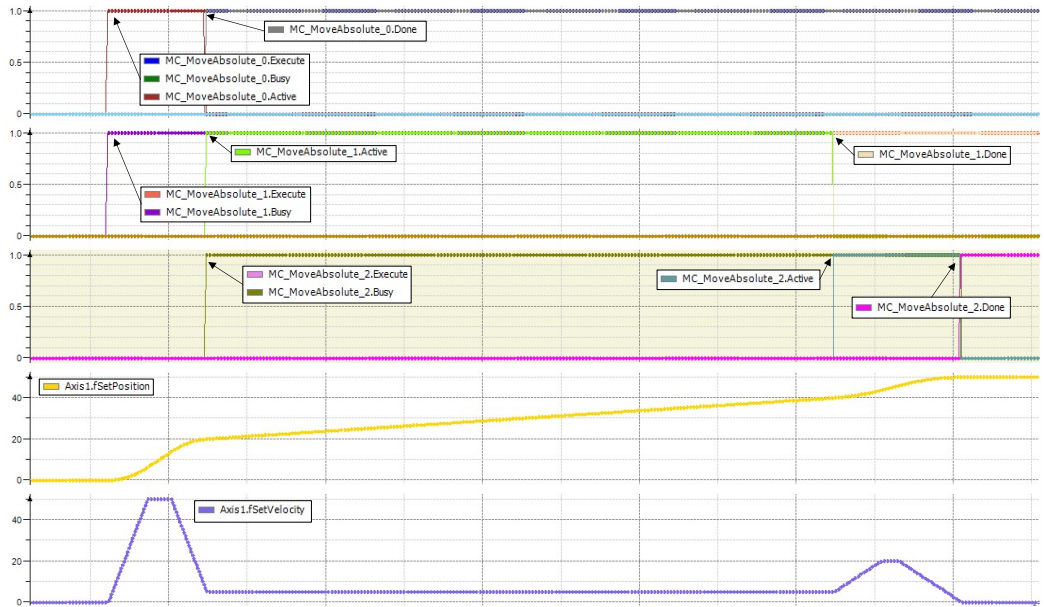 1.0
MC_MoveAbsolute_0.Done
MC_MoveAbsolute_0.Execute
0.5
MC_MoveAbsolute_0.Busy
MC_MoveAbsolute_0.Active
0
1.0
MC_MoveAbsolute_1.Active
MC_MoveAbsolute_1.Done
0.5
MC_MoveAbsolute_1.Execute
MC_MoveAbsolute_1.Busy
0
1.0
MC_MoveAbsolute_2.Execute
MC_MoveAbsolute_2.Active
MC_MoveAbsolute_2.Busy
0.5
MC_MoveAbsolute_2.Done
0
Axis1.fSetPosition
40
20
0
Axis1.fSetVelocity
40
20
0